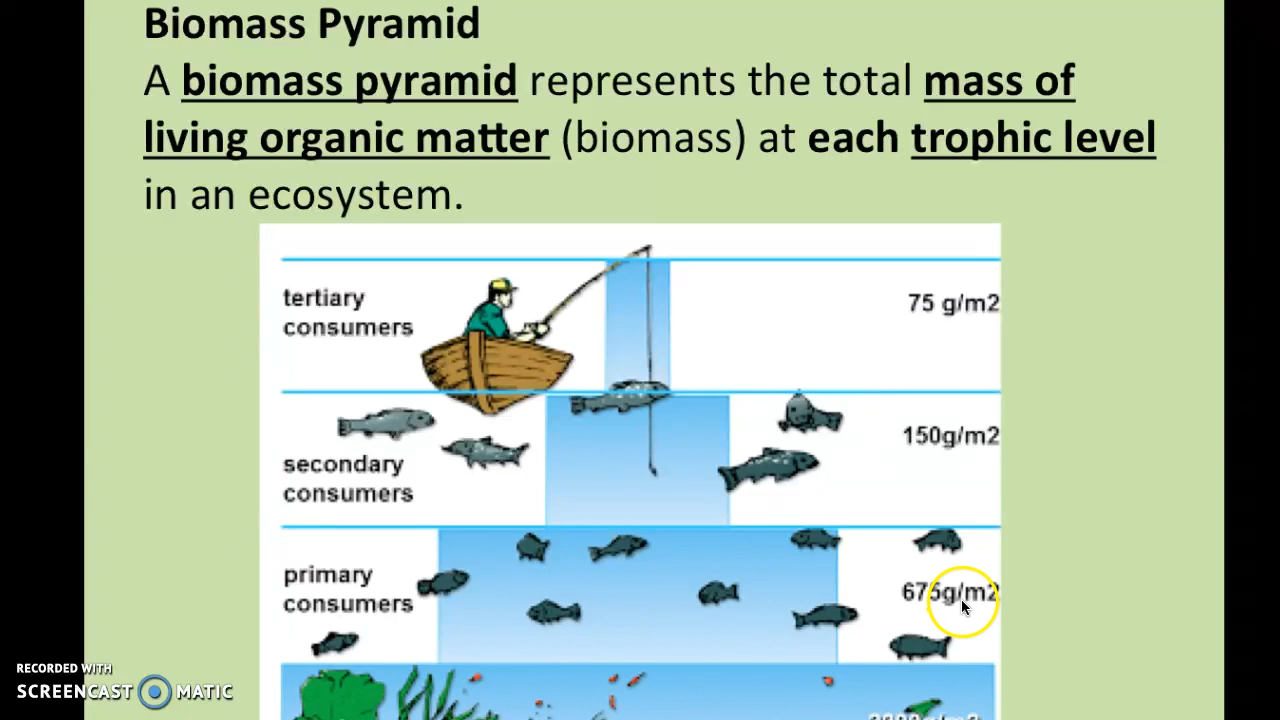 Biomass Pyramid
A biomass pyramid represents the total mass of
living organic matter (biomass) at each trophic level
in an ecosystem.
tertiary
consumers
75 g/m2
150g/m2
secondary
consumers
primary
consumers
675g/m2
RECORDED WITH
SCREENCAST MATIC